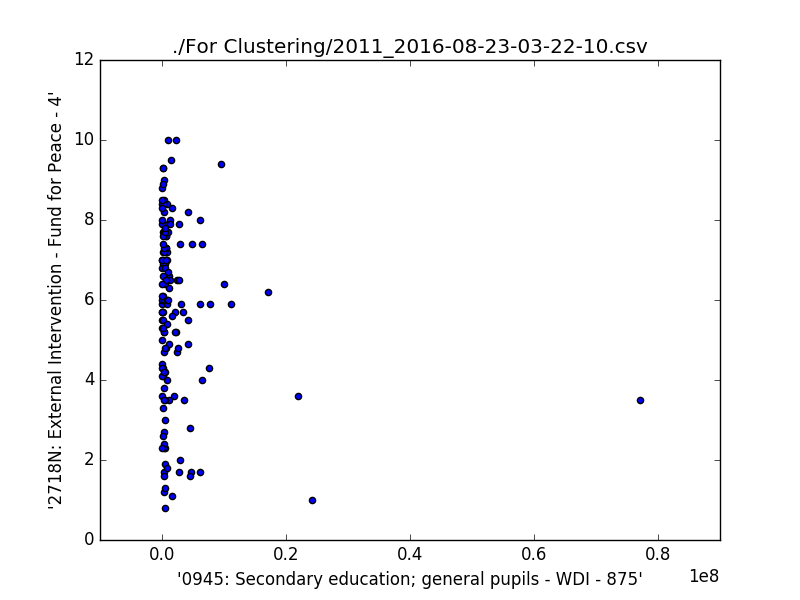 ./For Clustering/2011_2016-08-23-03-22-10.csv
12
10
8
6
4
2
0
'2718N: External Intervention - Fund for Peace - 4'
0.0 0.2 0.4 0.6 0.8
1e8
'0945: Secondary education; general pupils - WDI - 875'